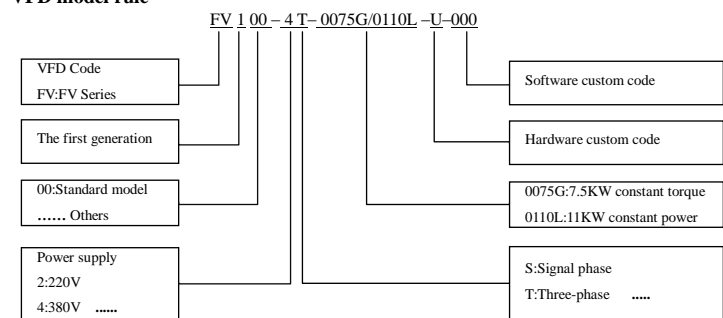 VFD model rule
FV 1 00 – 4 T– 0075G/0110L –U–000
VFD Code
FV:FV Series
Software custom code
The first generation
Hardware custom code
00:Standard model
…… Others
0075G:7.5KW constant torque
0110L:11KW constant power
Power supply
2:220V
4:380V ......
S:Signal phase
T:Three-phase .....